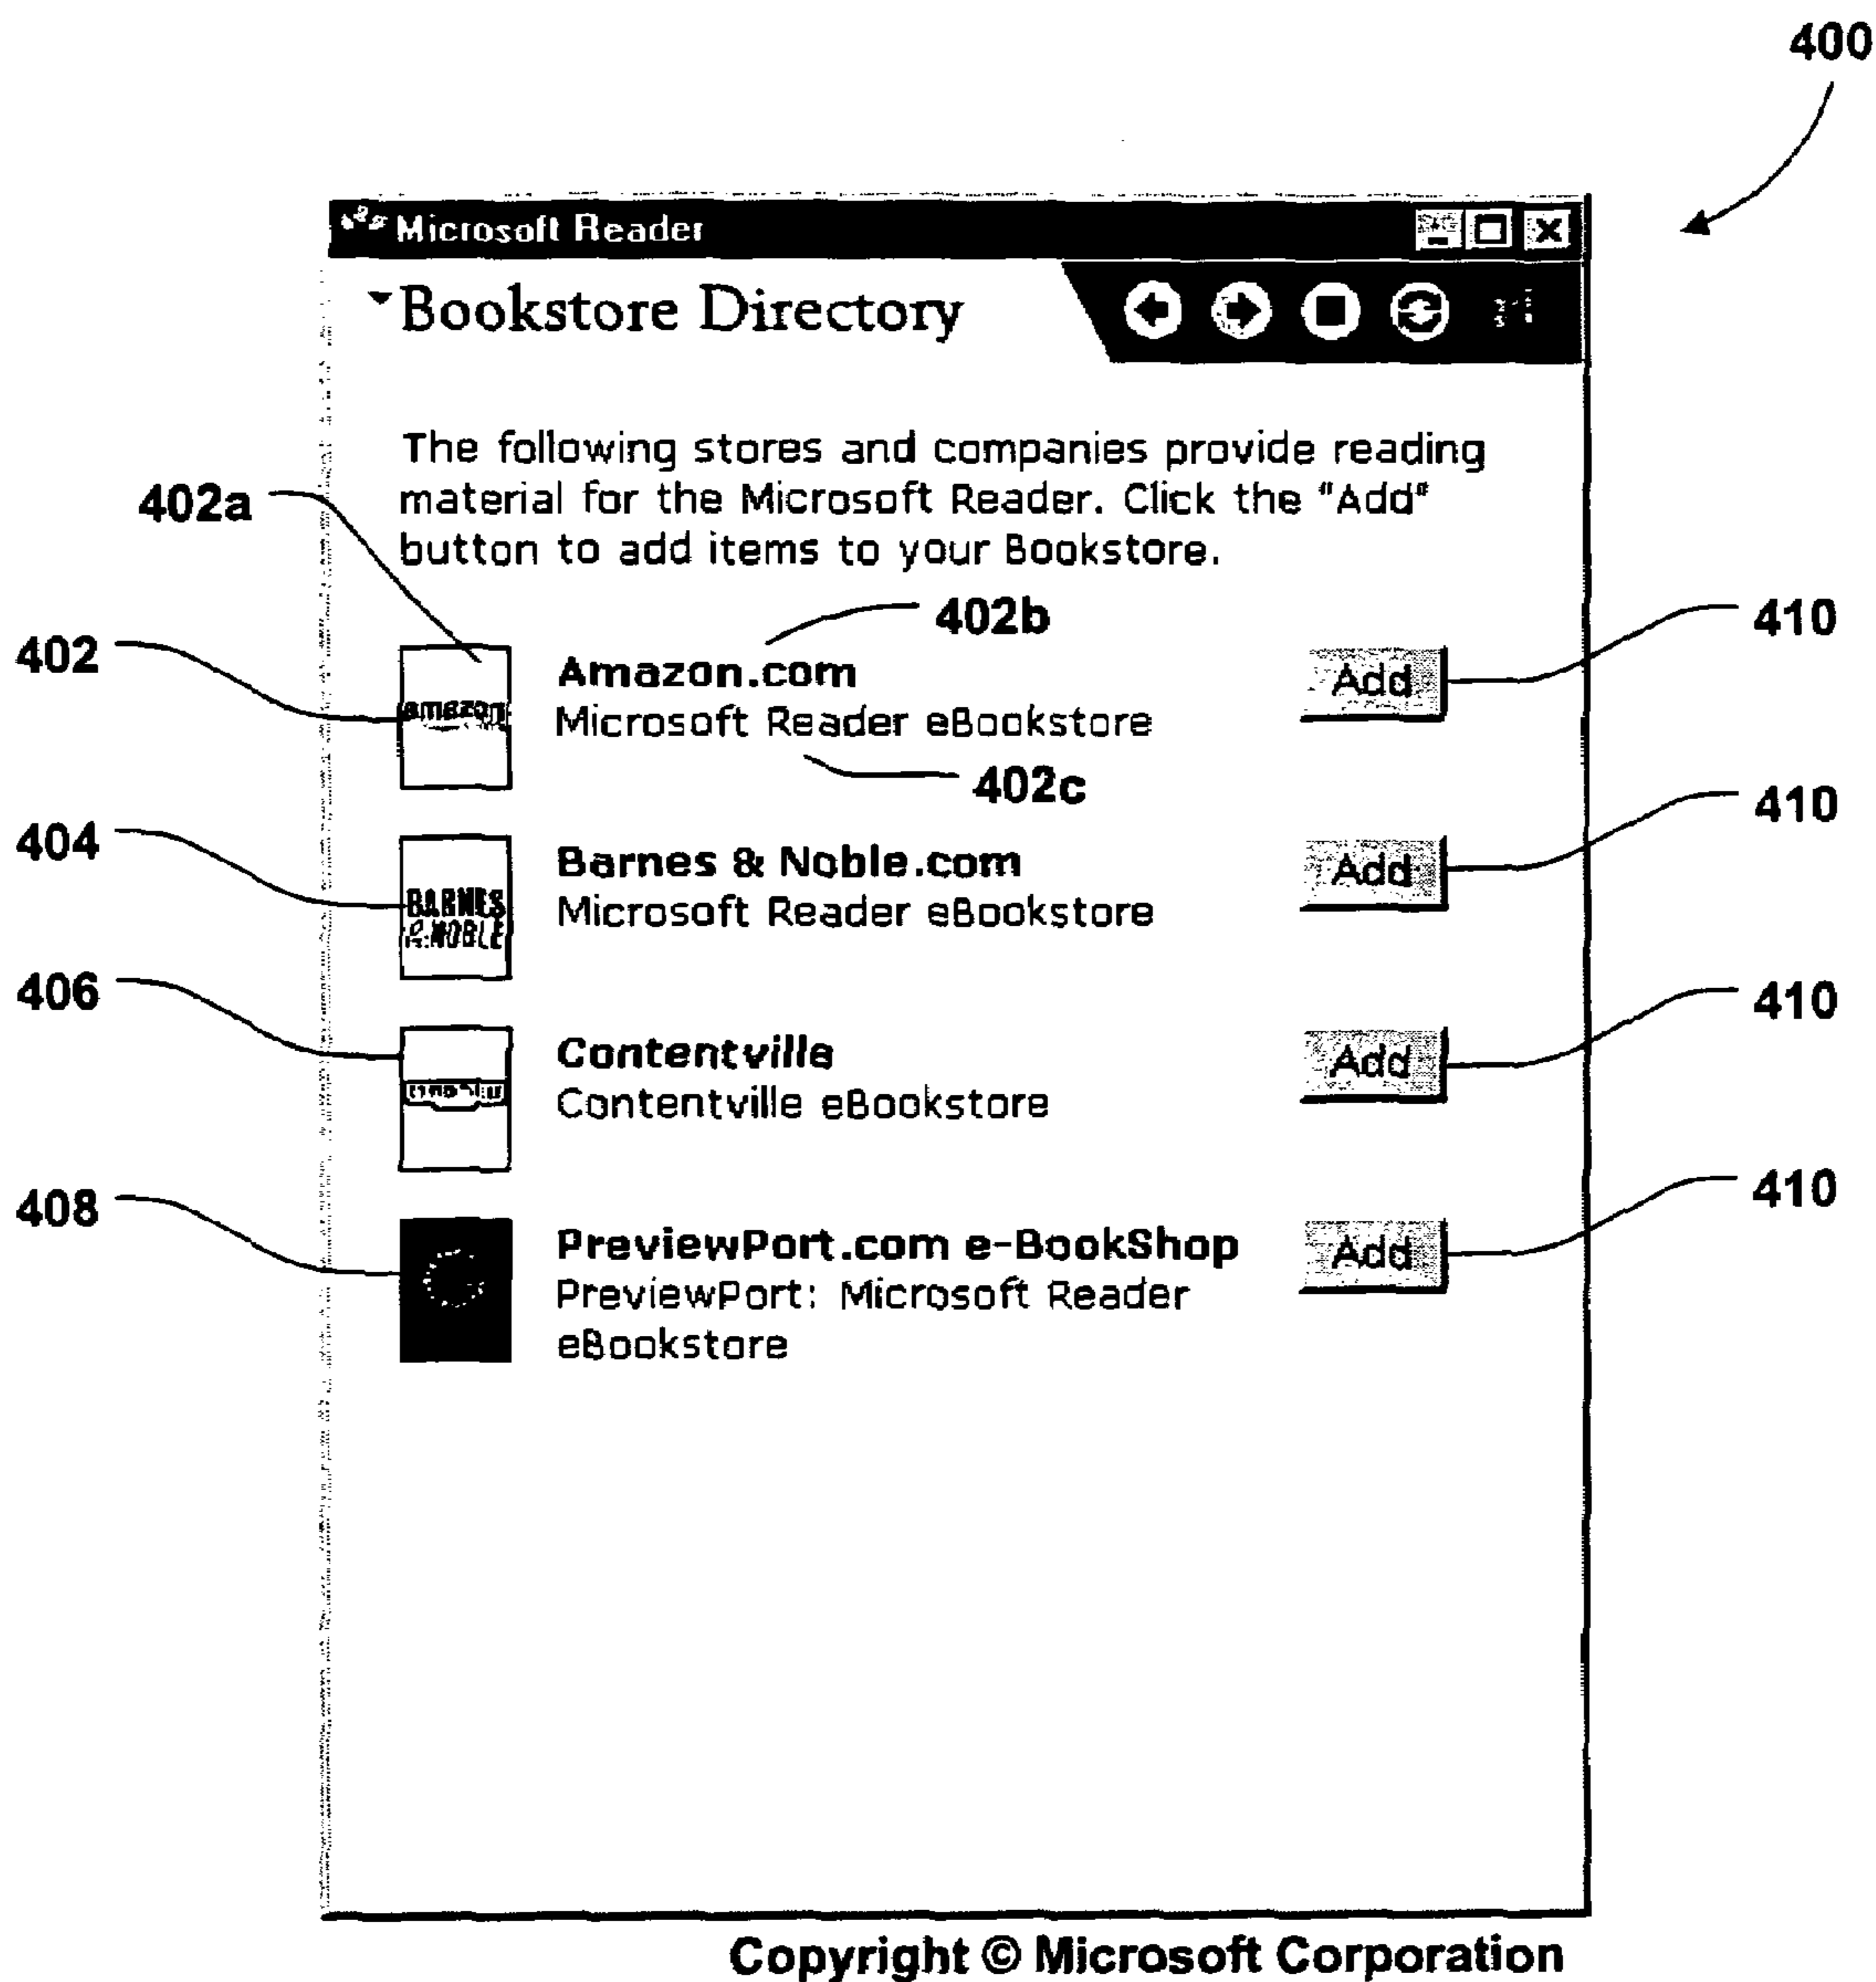 400
Microsoft Reader
Bookstore Directory
The following stores and companies provide reading
material for the Microsoft Reader. Click the "Add"
button to add items to your Bookstore.
402a
402b
402
amazon
Amazon.com
Microsoft Reader eBookstore
402c
Add
410
404
BARNES
& NOBLE
Barnes & Noble.com
Microsoft Reader eBookstore
Add
410
406
Contentville
Contentville eBookstore
Add
410
408
PreviewPort.com e-BookShop
PreviewPort: Microsoft Reader
eBookstore
Add
410
Copyright © Microsoft Corporation